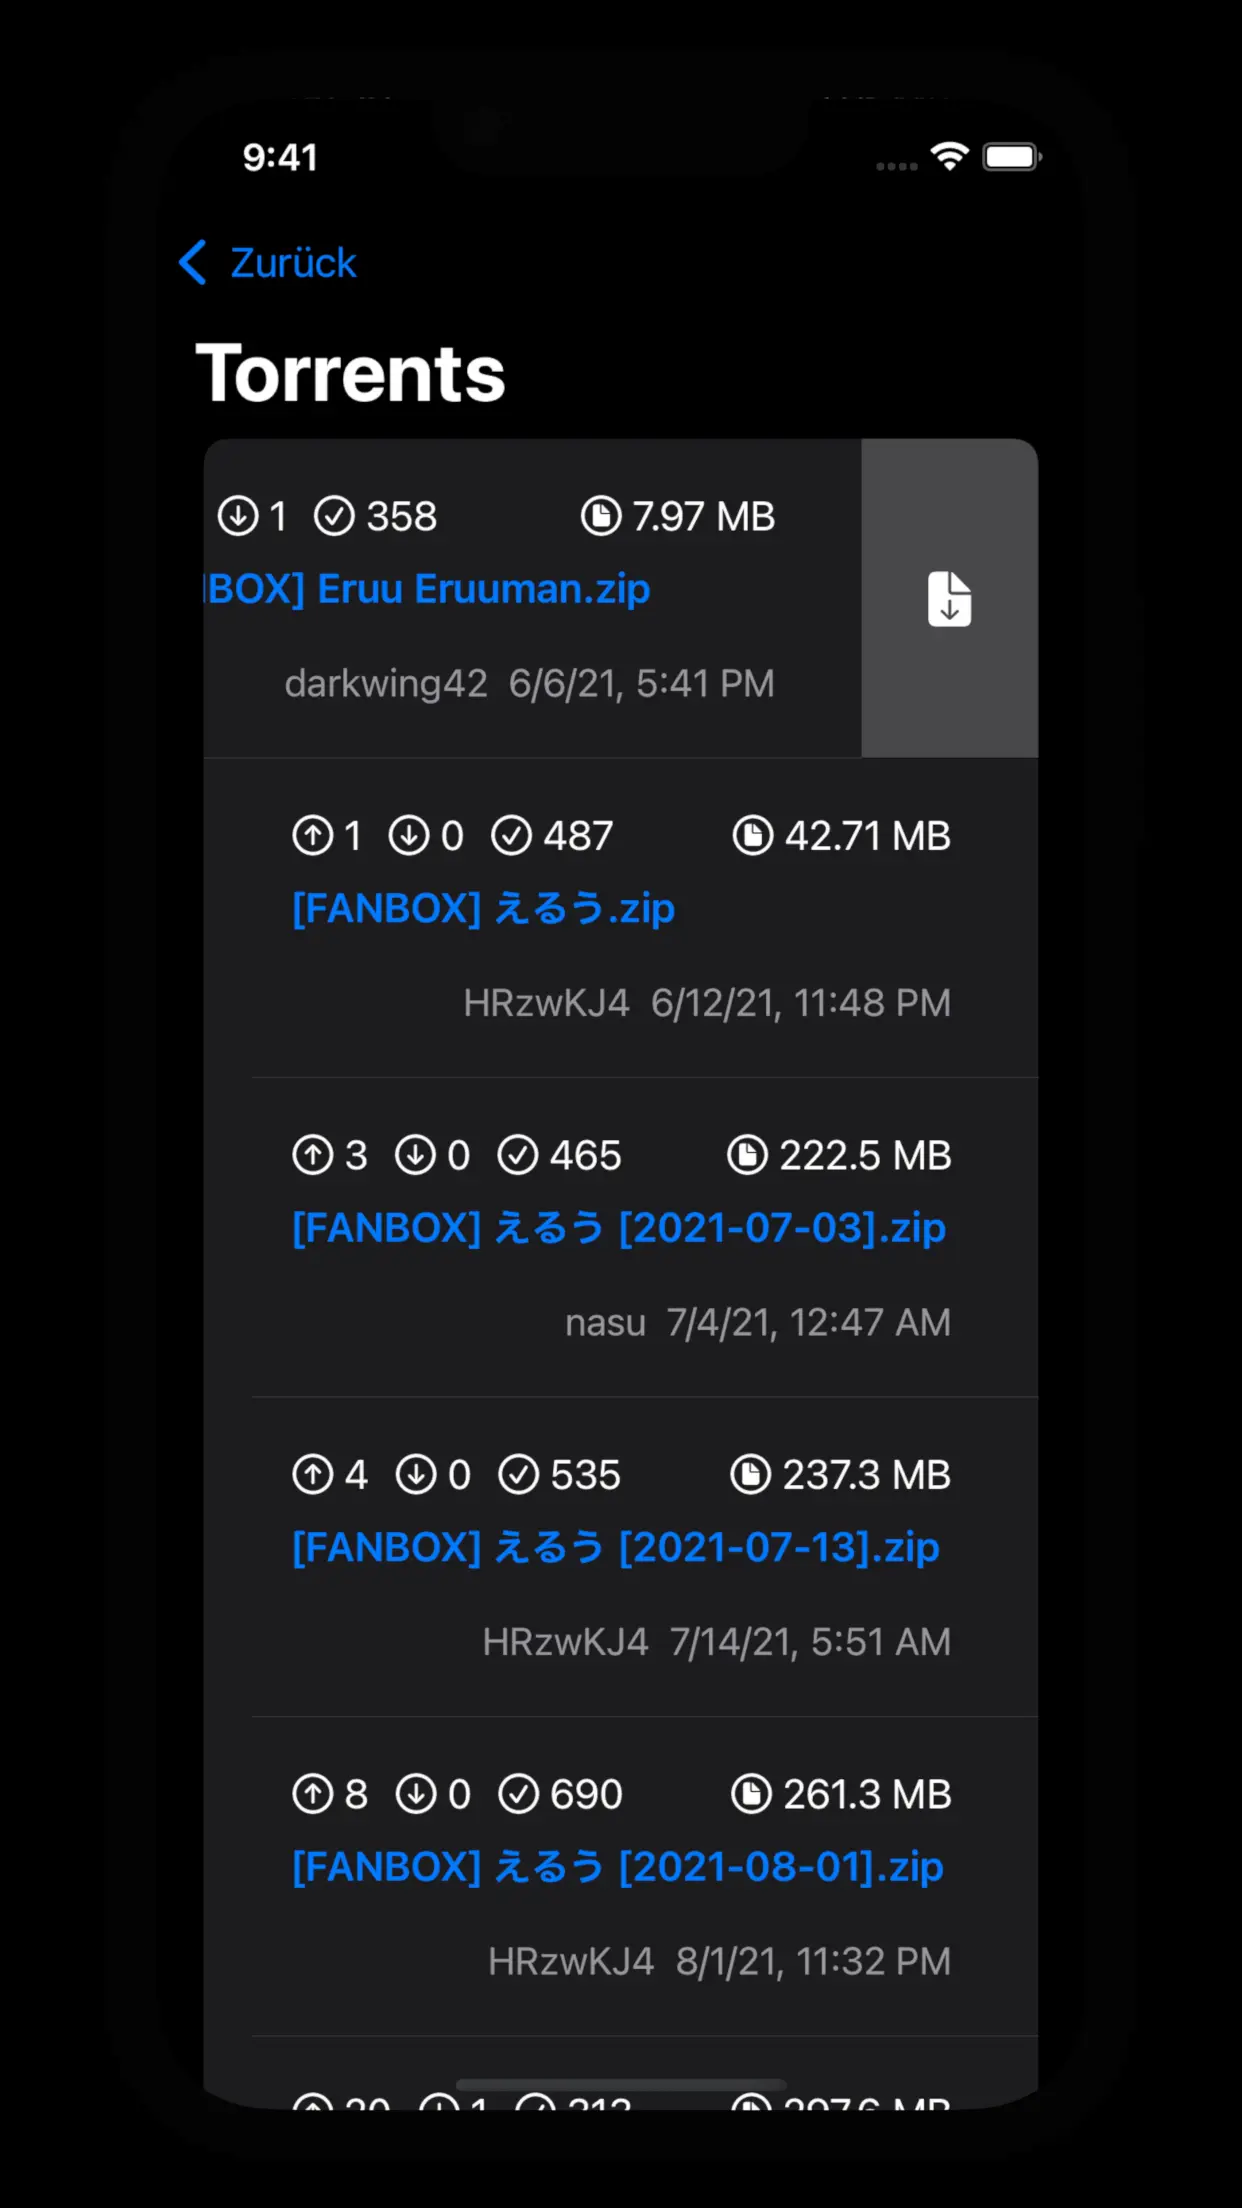 9:41
Zurück
Torrents
1 358 7.97 MB
BOX] Eruu Eruuman.zip
darkwing42 6/6/21, 5:41 PM
1 0 487 42.71 MB
[FANBOX] えるう.zip
HRzwKJ4 6/12/21, 11:48 PM
3 0 465 222.5 MB
[FANBOX] えるう [2021-07-03].zip
nasu 7/4/21, 12:47 AM
4 0 535 237.3 MB
[FANBOX] えるう [2021-07-13].zip
HRzwKJ4 7/14/21, 5:51 AM
8 0 690 261.3 MB
[FANBOX] えるう [2021-08-01].zip
HRzwKJ4 8/1/21, 11:32 PM